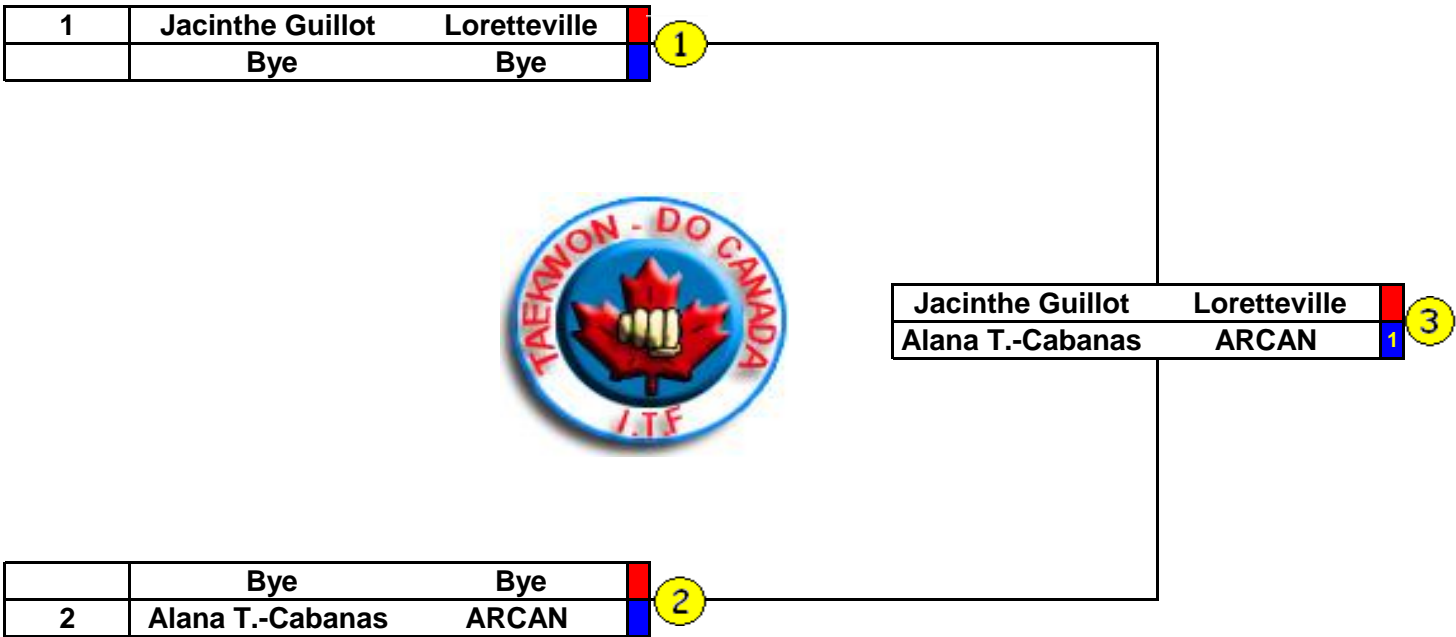 1 Jacinthe Guillot Loretteville
1
Bye Bye
TAEKWON - DO CANADA
I.T.F
Jacinthe Guillot Loretteville
3
Alana T.-Cabanas ARCAN 1
Bye Bye
2
2 Alana T.-Cabanas ARCAN